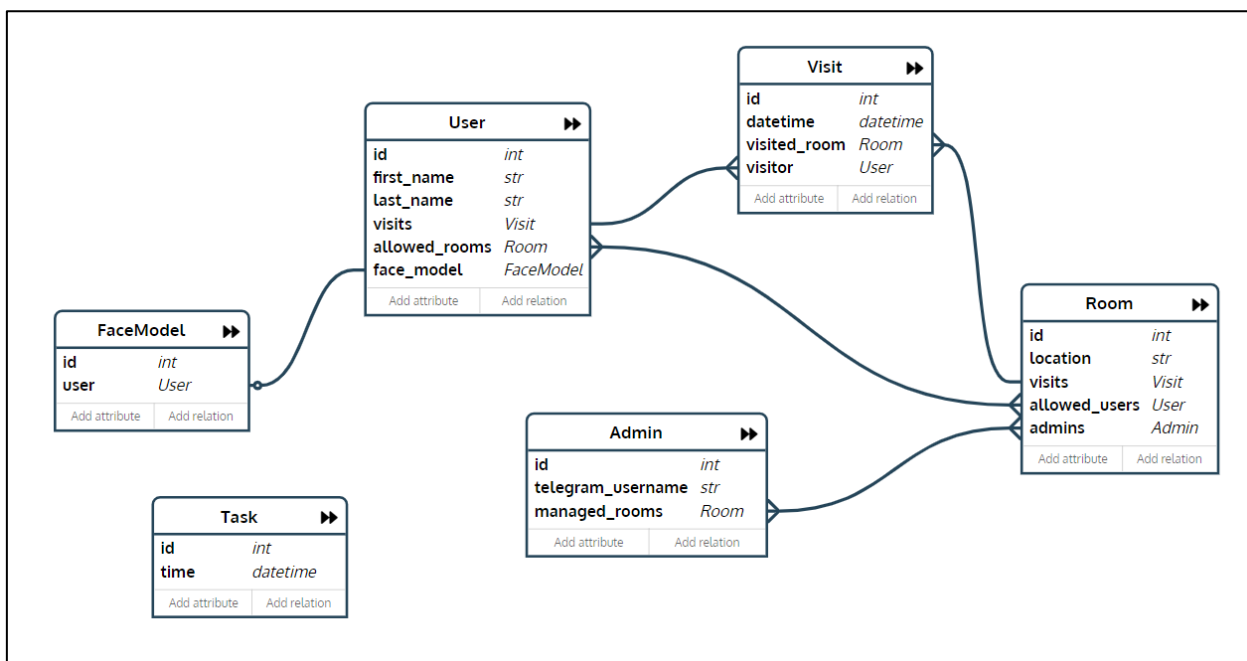 Visit
id int
datetime datetime
visited_room Room
visitor User
Add attribute Add relation
User
id int
first_name str
last_name str
visits Visit
allowed_rooms Room
face_model FaceModel
Add attribute Add relation
Room
id int
location str
visits Visit
allowed_users User
admins Admin
Add attribute Add relation
FaceModel
id int
user User
Add attribute Add relation
Admin
id int
telegram_username str
managed_rooms Room
Add attribute Add relation
Task
id int
time datetime
Add attribute Add relation